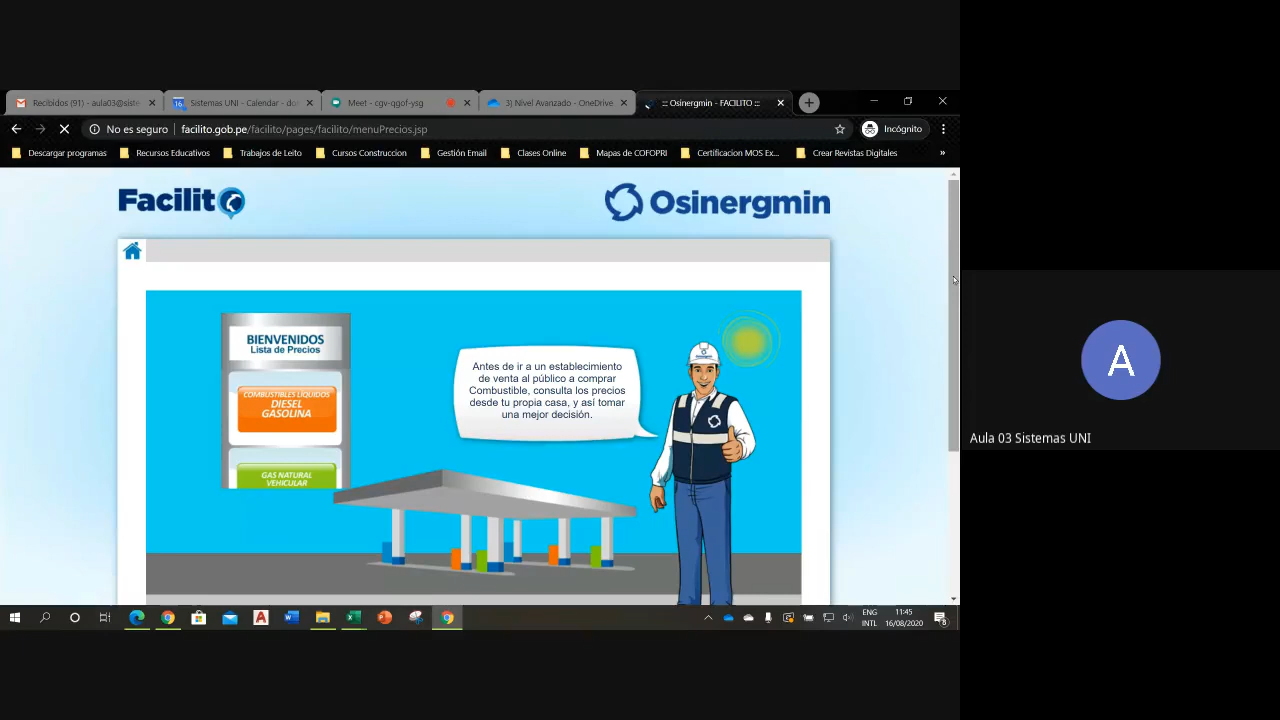 Recibidos (91) - aula03@siste
Sistemas UNI - Calendar - do
Meet - cgv-qgof-ysg
3) Nivel Avanzado - OneDrive
::: Osinergmin - FACILITO :::
No es seguro
facilito.gob.pe/facilito/pages/facilito/menuPrecios.jsp
Incógnito
Descargar programas
Recursos Educativos
Trabajos de Leito
Cursos Construccion
Gestión Email
Clases Online
Mapas de COFOPRI
Certificacion MOS Ex...
Crear Revistas Digitales
»
Facilito
Osinergmin
BIENVENIDOS
Lista de Precios
COMBUSTIBLES LÍQUIDOS
DIESEL
GASOLINA
GAS NATURAL
VEHICULAR
Antes de ir a un establecimiento
de venta al público a comprar
Combustible, consulta los precios
desde tu propia casa, y así tomar
una mejor decisión.
A
Aula 03 Sistemas UNI
ENG
INTL
11:45
16/08/2020